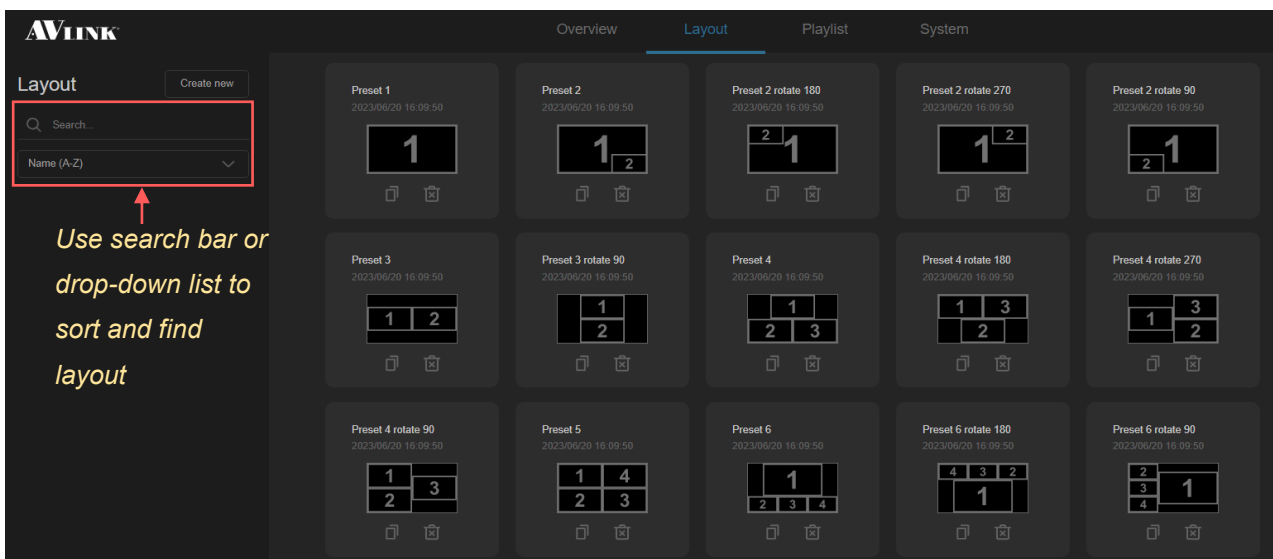 AVLINK
Overview Layout Playlist System
Layout
Create new
Search...
Name (A-Z)
Use search bar or
drop-down list to
sort and find
layout
Preset 1
2023/06/20 16:09:50
1
Preset 2
2023/06/20 16:09:50
1
2
Preset 2 rotate 180
2023/06/20 16:09:50
2
1
Preset 2 rotate 270
2023/06/20 16:09:50
1
2
Preset 2 rotate 90
2023/06/20 16:09:50
1
2
Preset 3
2023/06/20 16:09:50
1 2
Preset 3 rotate 90
2023/06/20 16:09:50
1
2
Preset 4
2023/06/20 16:09:50
1
2 3
Preset 4 rotate 180
2023/06/20 16:09:50
1 3
2
Preset 4 rotate 270
2023/06/20 16:09:50
3
1
2
Preset 4 rotate 90
2023/06/20 16:09:50
1
3
2
Preset 5
2023/06/20 16:09:50
1 4
2 3
Preset 6
2023/06/20 16:09:50
1
2 3 4
Preset 6 rotate 180
2023/06/20 16:09:50
4 3 2
1
Preset 6 rotate 90
2023/06/20 16:09:50
2
3 1
4